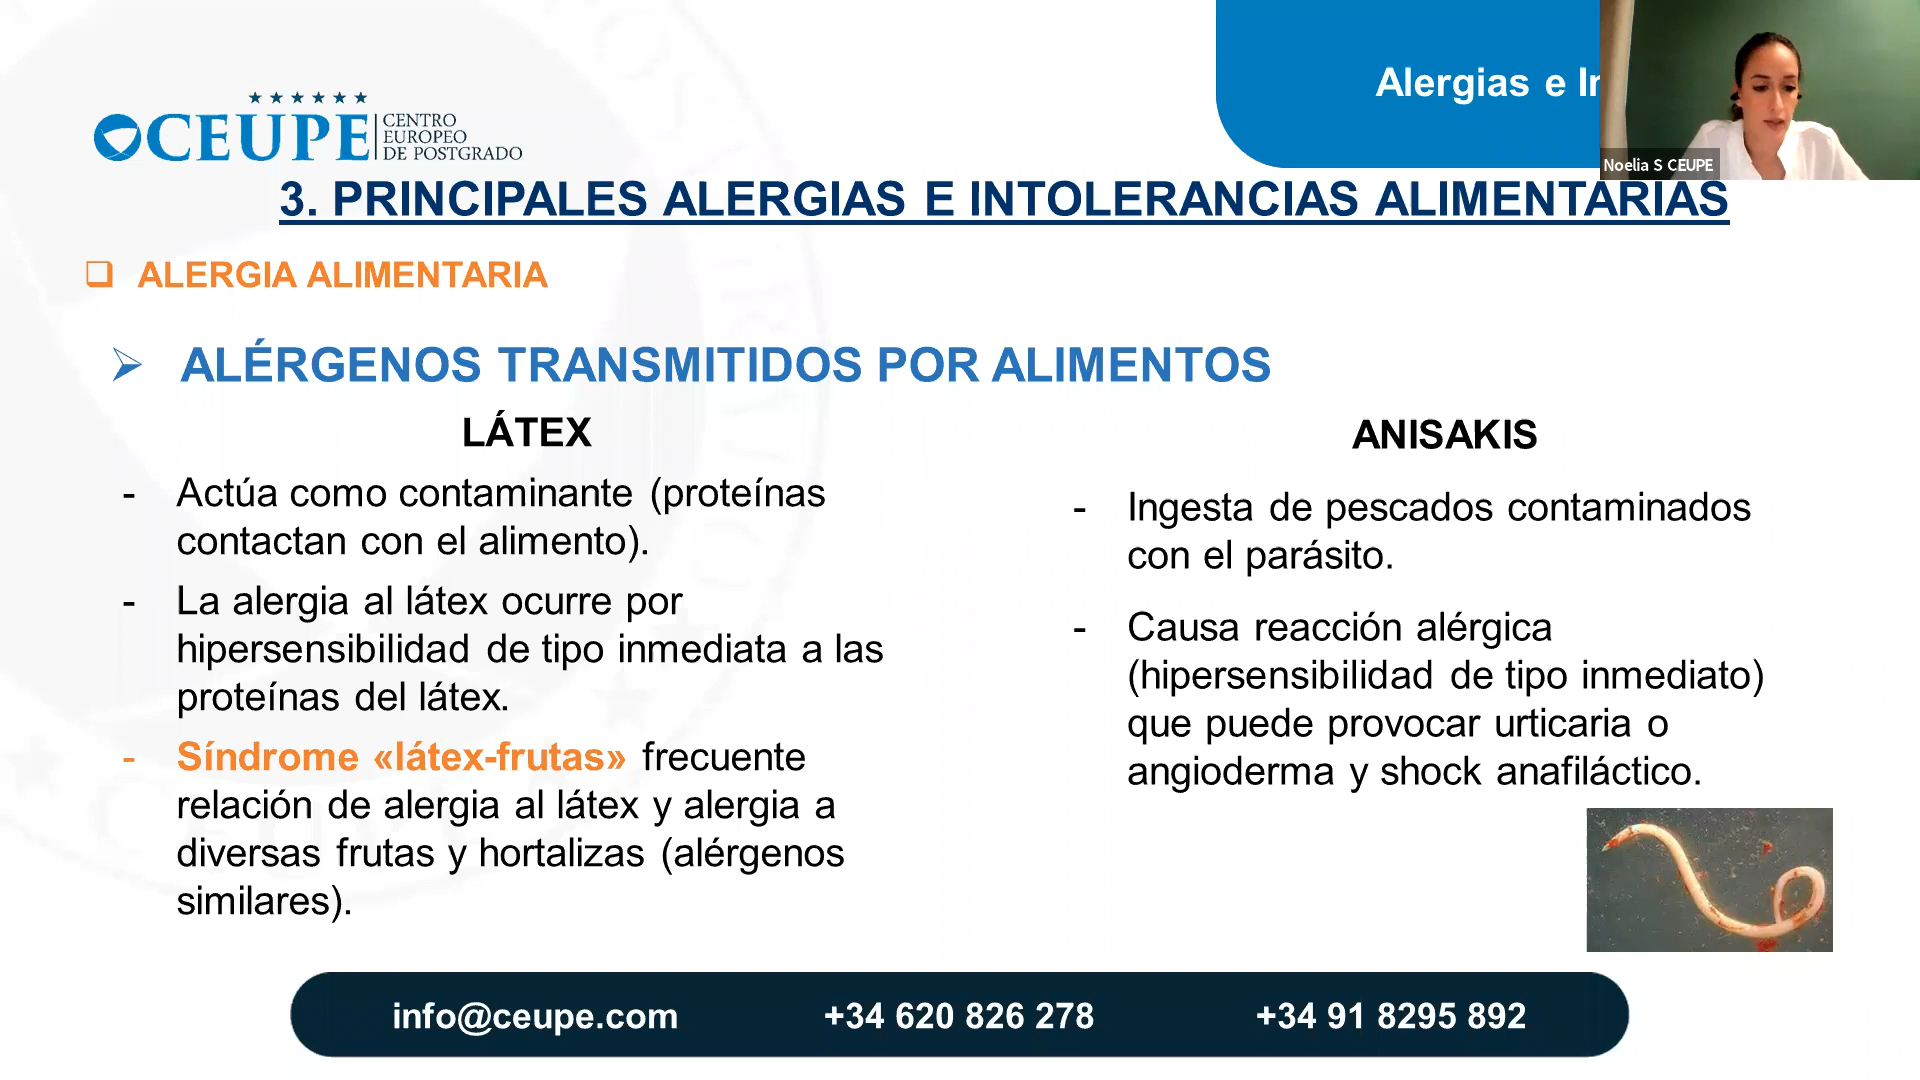 Alergias e In
CEUPE
CENTRO
EUROPEO
DE POSTGRADO
Noelia S CEUPE
3. PRINCIPALES ALERGIAS E INTOLERANCIAS ALIMENTARIAS
ALERGIA ALIMENTARIA
ALÉRGENOS TRANSMITIDOS POR ALIMENTOS
LÁTEX
- Actúa como contaminante (proteínas
contactan con el alimento).
- La alergia al látex ocurre por
hipersensibilidad de tipo inmediata a las
proteínas del látex.
- Síndrome «látex-frutas» frecuente
relación de alergia al látex y alergia a
diversas frutas y hortalizas (alérgenos
similares).
ANISAKIS
- Ingesta de pescados contaminados
con el parásito.
- Causa reacción alérgica
(hipersensibilidad de tipo inmediato)
que puede provocar urticaria o
angioderma y shock anafiláctico.
info@ceupe.com
+34 620 826 278
+34 91 8295 892